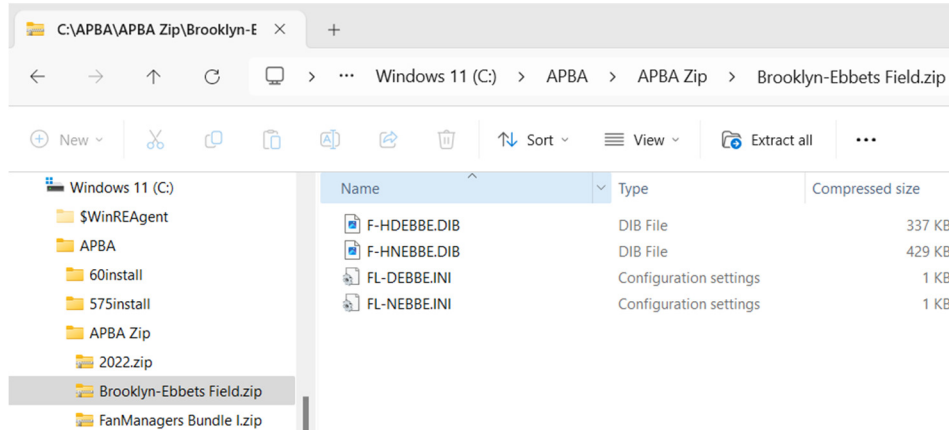 C:\APBA\APBA Zip\Brooklyn-E
Windows 11 (C:) > APBA > APBA Zip > Brooklyn-Ebbets Field.zip
New Sort View Extract all
Windows 11 (C:)
$WinREAgent
APBA
60install
575install
APBA Zip
2022.zip
Brooklyn-Ebbets Field.zip
FanManagers Bundle I.zip
Name Type Compressed size
F-HDEBBE.DIB DIB File 337 KB
F-HNEBBE.DIB DIB File 429 KB
FL-DEBBE.INI Configuration settings 1 KB
FL-NEBBE.INI Configuration settings 1 KB